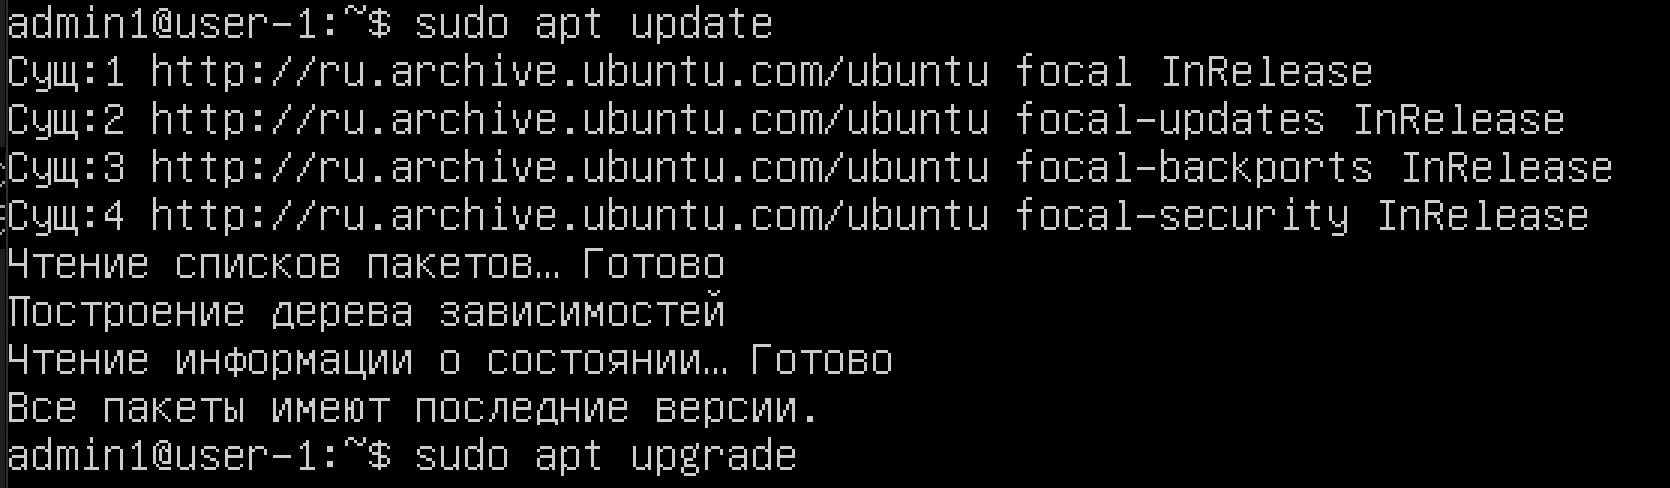 admin1@user-1:~$ sudo apt update
Сущ:1 http://ru.archive.ubuntu.com/ubuntu focal InRelease
Сущ:2 http://ru.archive.ubuntu.com/ubuntu focal-updates InRelease
Сущ:3 http://ru.archive.ubuntu.com/ubuntu focal-backports InRelease
Сущ:4 http://ru.archive.ubuntu.com/ubuntu focal-security InRelease
Чтение списков пакетов… Готово
Построение дерева зависимостей
Чтение информации о состоянии… Готово
Все пакеты имеют последние версии.
admin1@user-1:~$ sudo apt upgrade